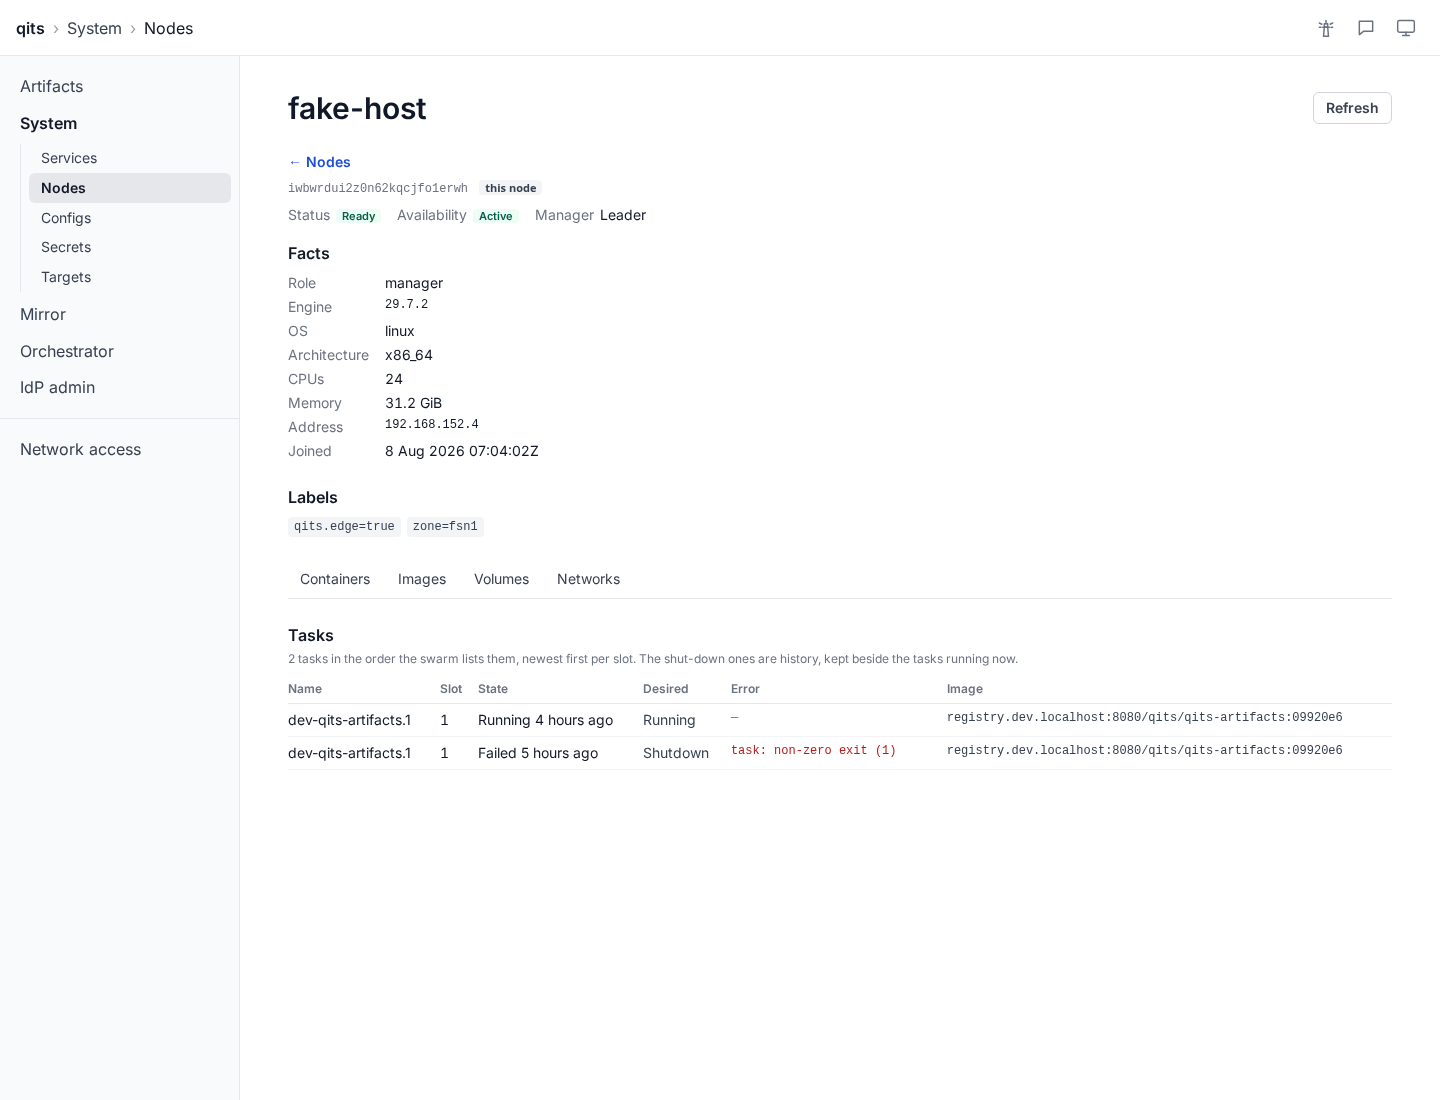 qits › System › Nodes
Artifacts
System
Services
Nodes
Configs
Secrets
Targets
Mirror
Orchestrator
IdP admin
Network access
fake-host
Refresh
← Nodes
iwbwrdui2z0n62kqcjfo1erwh this node
Status Ready Availability Active Manager Leader
Facts
Role manager
Engine 29.7.2
OS linux
Architecture x86_64
CPUs 24
Memory 31.2 GiB
Address 192.168.152.4
Joined 8 Aug 2026 07:04:02Z
Labels
qits.edge=true zone=fsn1
Containers Images Volumes Networks
Tasks
2 tasks in the order the swarm lists them, newest first per slot. The shut-down ones are history, kept beside the tasks running now.
Name Slot State Desired Error Image
dev-qits-artifacts.1 1 Running 4 hours ago Running — registry.dev.localhost:8080/qits/qits-artifacts:09920e6
dev-qits-artifacts.1 1 Failed 5 hours ago Shutdown task: non-zero exit (1) registry.dev.localhost:8080/qits/qits-artifacts:09920e6